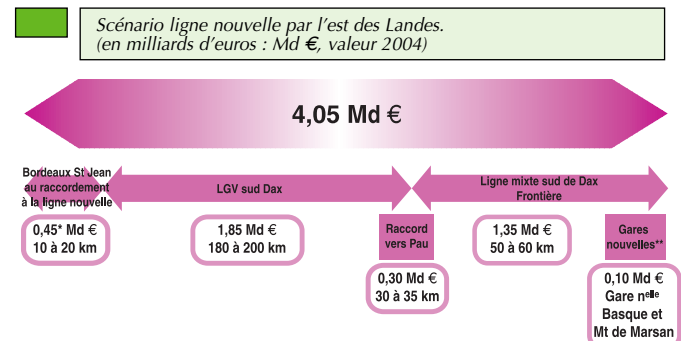 Scénario ligne nouvelle par l'est des Landes.
(en milliards d'euros : Md €, valeur 2004)
4,05 Md €
Bordeaux St Jean
au raccordement
à la ligne nouvelle
LGV sud Dax
Ligne mixte sud de Dax
Frontière
0,45* Md €
10 à 20 km
1,85 Md €
180 à 200 km
Raccord
vers Pau
1,35 Md €
50 à 60 km
Gares
nouvelles**
0,30 Md €
30 à 35 km
0,10 Md €
Gare nelle
Basque et
Mt de Marsan